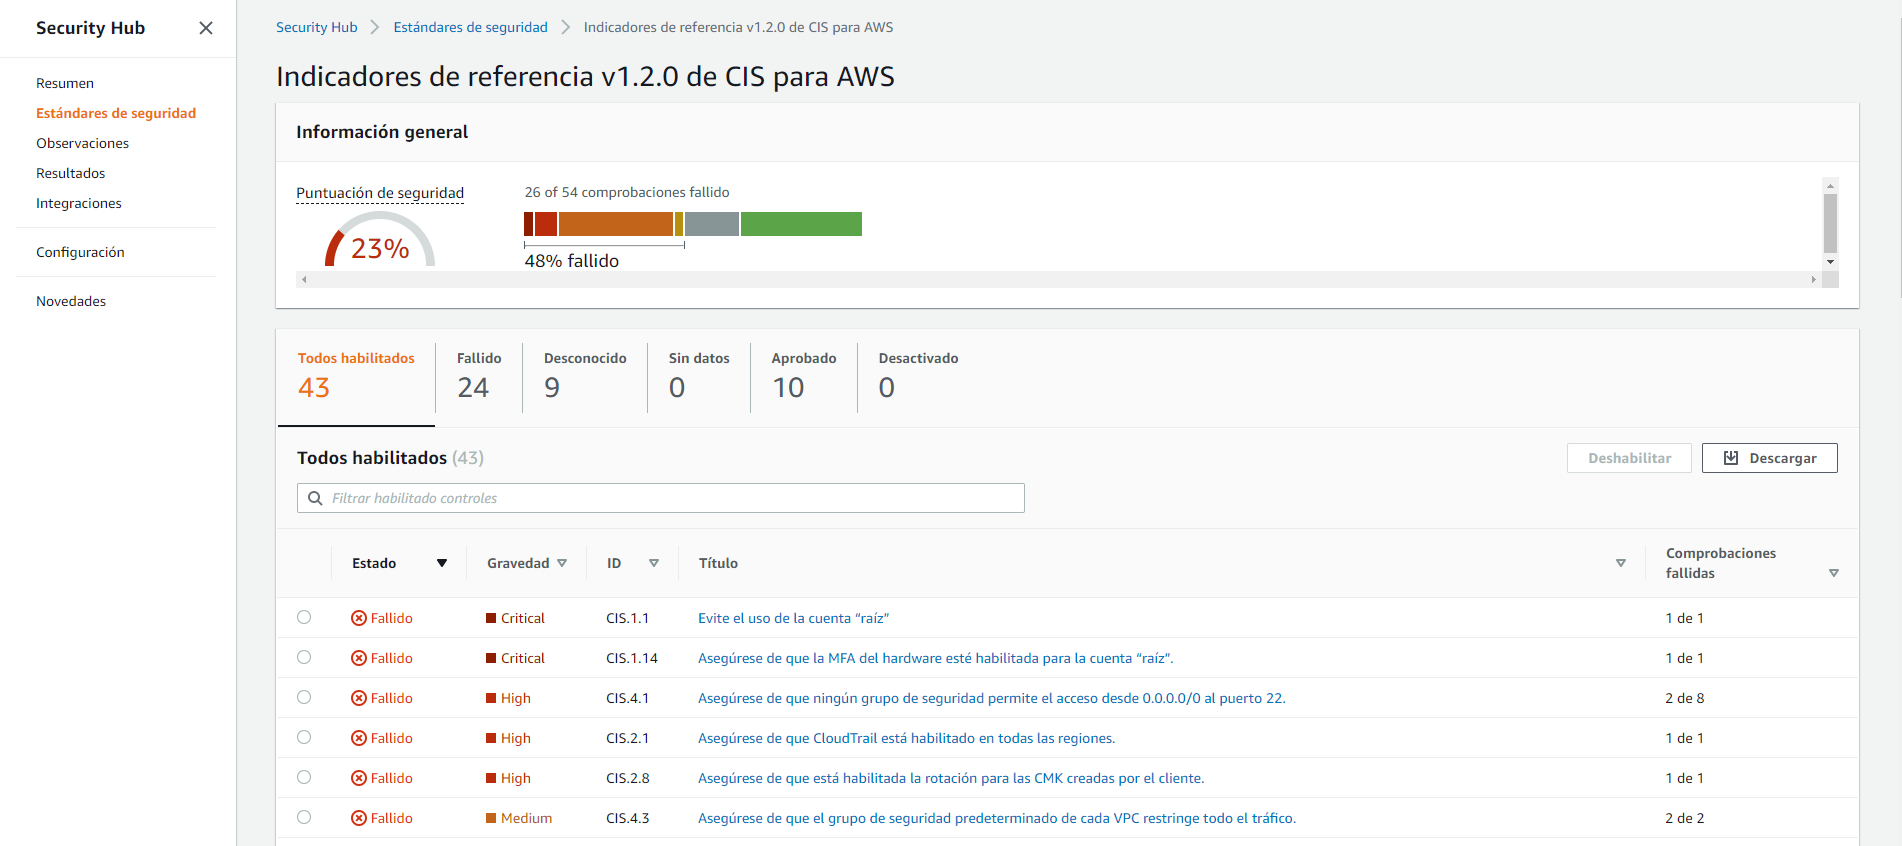 Security Hub
Resumen
Estándares de seguridad
Observaciones
Resultados
Integraciones
Configuración
Novedades
Security Hub
Estándares de seguridad
Indicadores de referencia v1.2.0 de CIS para AWS
Indicadores de referencia v1.2.0 de CIS para AWS
Información general
Puntuación de seguridad
23%
26 of 54 comprobaciones fallido
48% fallido
Todos habilitados
43
Fallido
24
Desconocido
9
Sin datos
0
Aprobado
10
Desactivado
0
Todos habilitados (43)
Deshabilitar
Descargar
Filtrar habilitado controles
Estado Gravedad ID Título Comprobaciones fallidas
Fallido Critical CIS.1.1 Evite el uso de la cuenta “raíz” 1 de 1
Fallido Critical CIS.1.14 Asegúrese de que la MFA del hardware esté habilitada para la cuenta “raíz”. 1 de 1
Fallido High CIS.4.1 Asegúrese de que ningún grupo de seguridad permite el acceso desde 0.0.0.0/0 al puerto 22. 2 de 8
Fallido High CIS.2.1 Asegúrese de que CloudTrail está habilitado en todas las regiones. 1 de 1
Fallido High CIS.2.8 Asegúrese de que está habilitada la rotación para las CMK creadas por el cliente. 1 de 1
Fallido Medium CIS.4.3 Asegúrese de que el grupo de seguridad predeterminado de cada VPC restringe todo el tráfico. 2 de 2